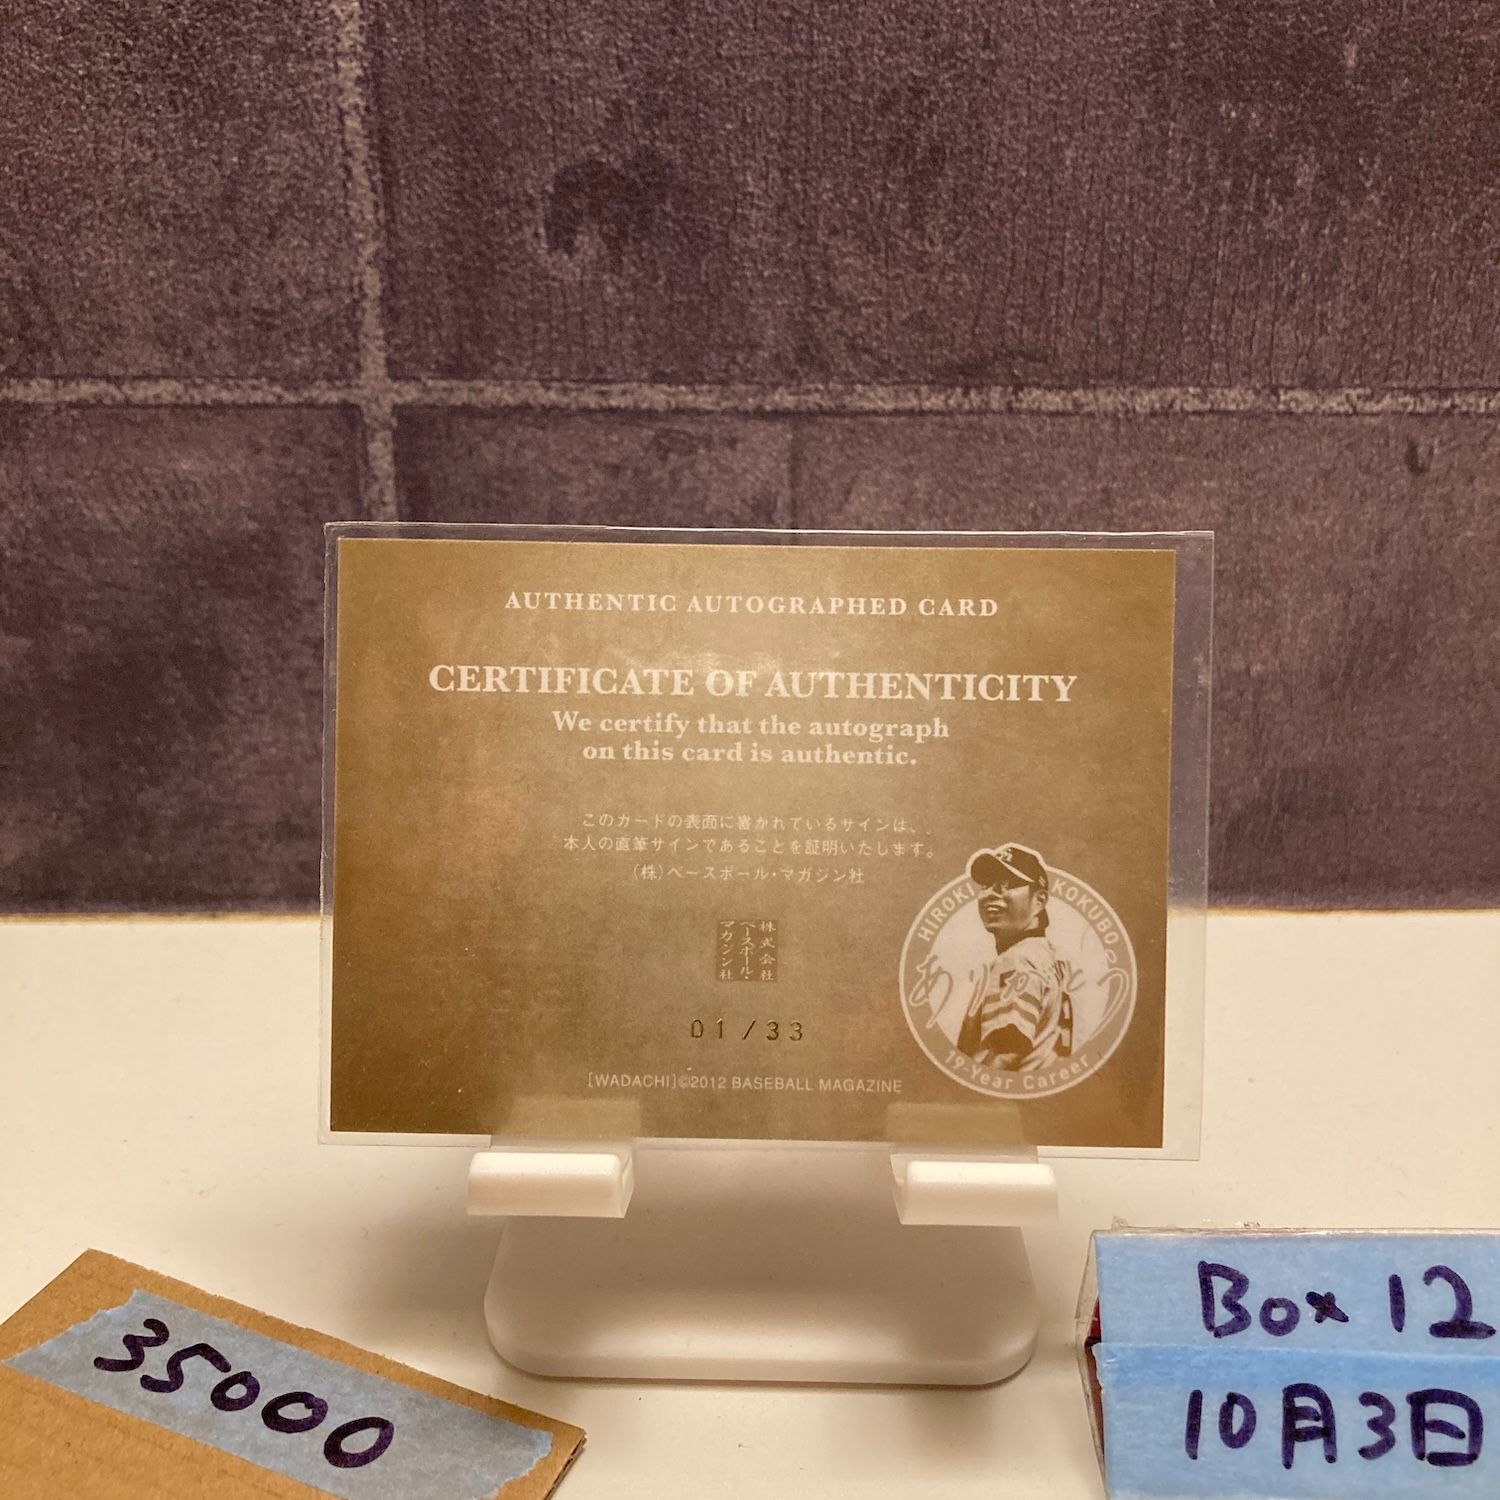 AUTHENTIC AUTOGRAPHED CARD
CERTIFICATE OF AUTHENTICITY
We certify that the autograph
on this card is authentic.
このカードの表面に書かれているサインは、
本人の直筆サインであることを証明いたします。
(株)ベースボール・マガジン社
株式会社
ベースボール・
マガジン社
01/33
[WADACHI]©2012 BASEBALL MAGAZINE
HIROKI KOKUBO
ありがとう
19-Year Career
35000
Box 12
10月3日